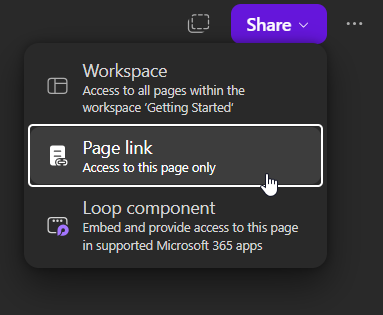 Share
Workspace
Access to all pages within the
workspace ‘Getting Started’
Page link
Access to this page only
Loop component
Embed and provide access to this page
in supported Microsoft 365 apps